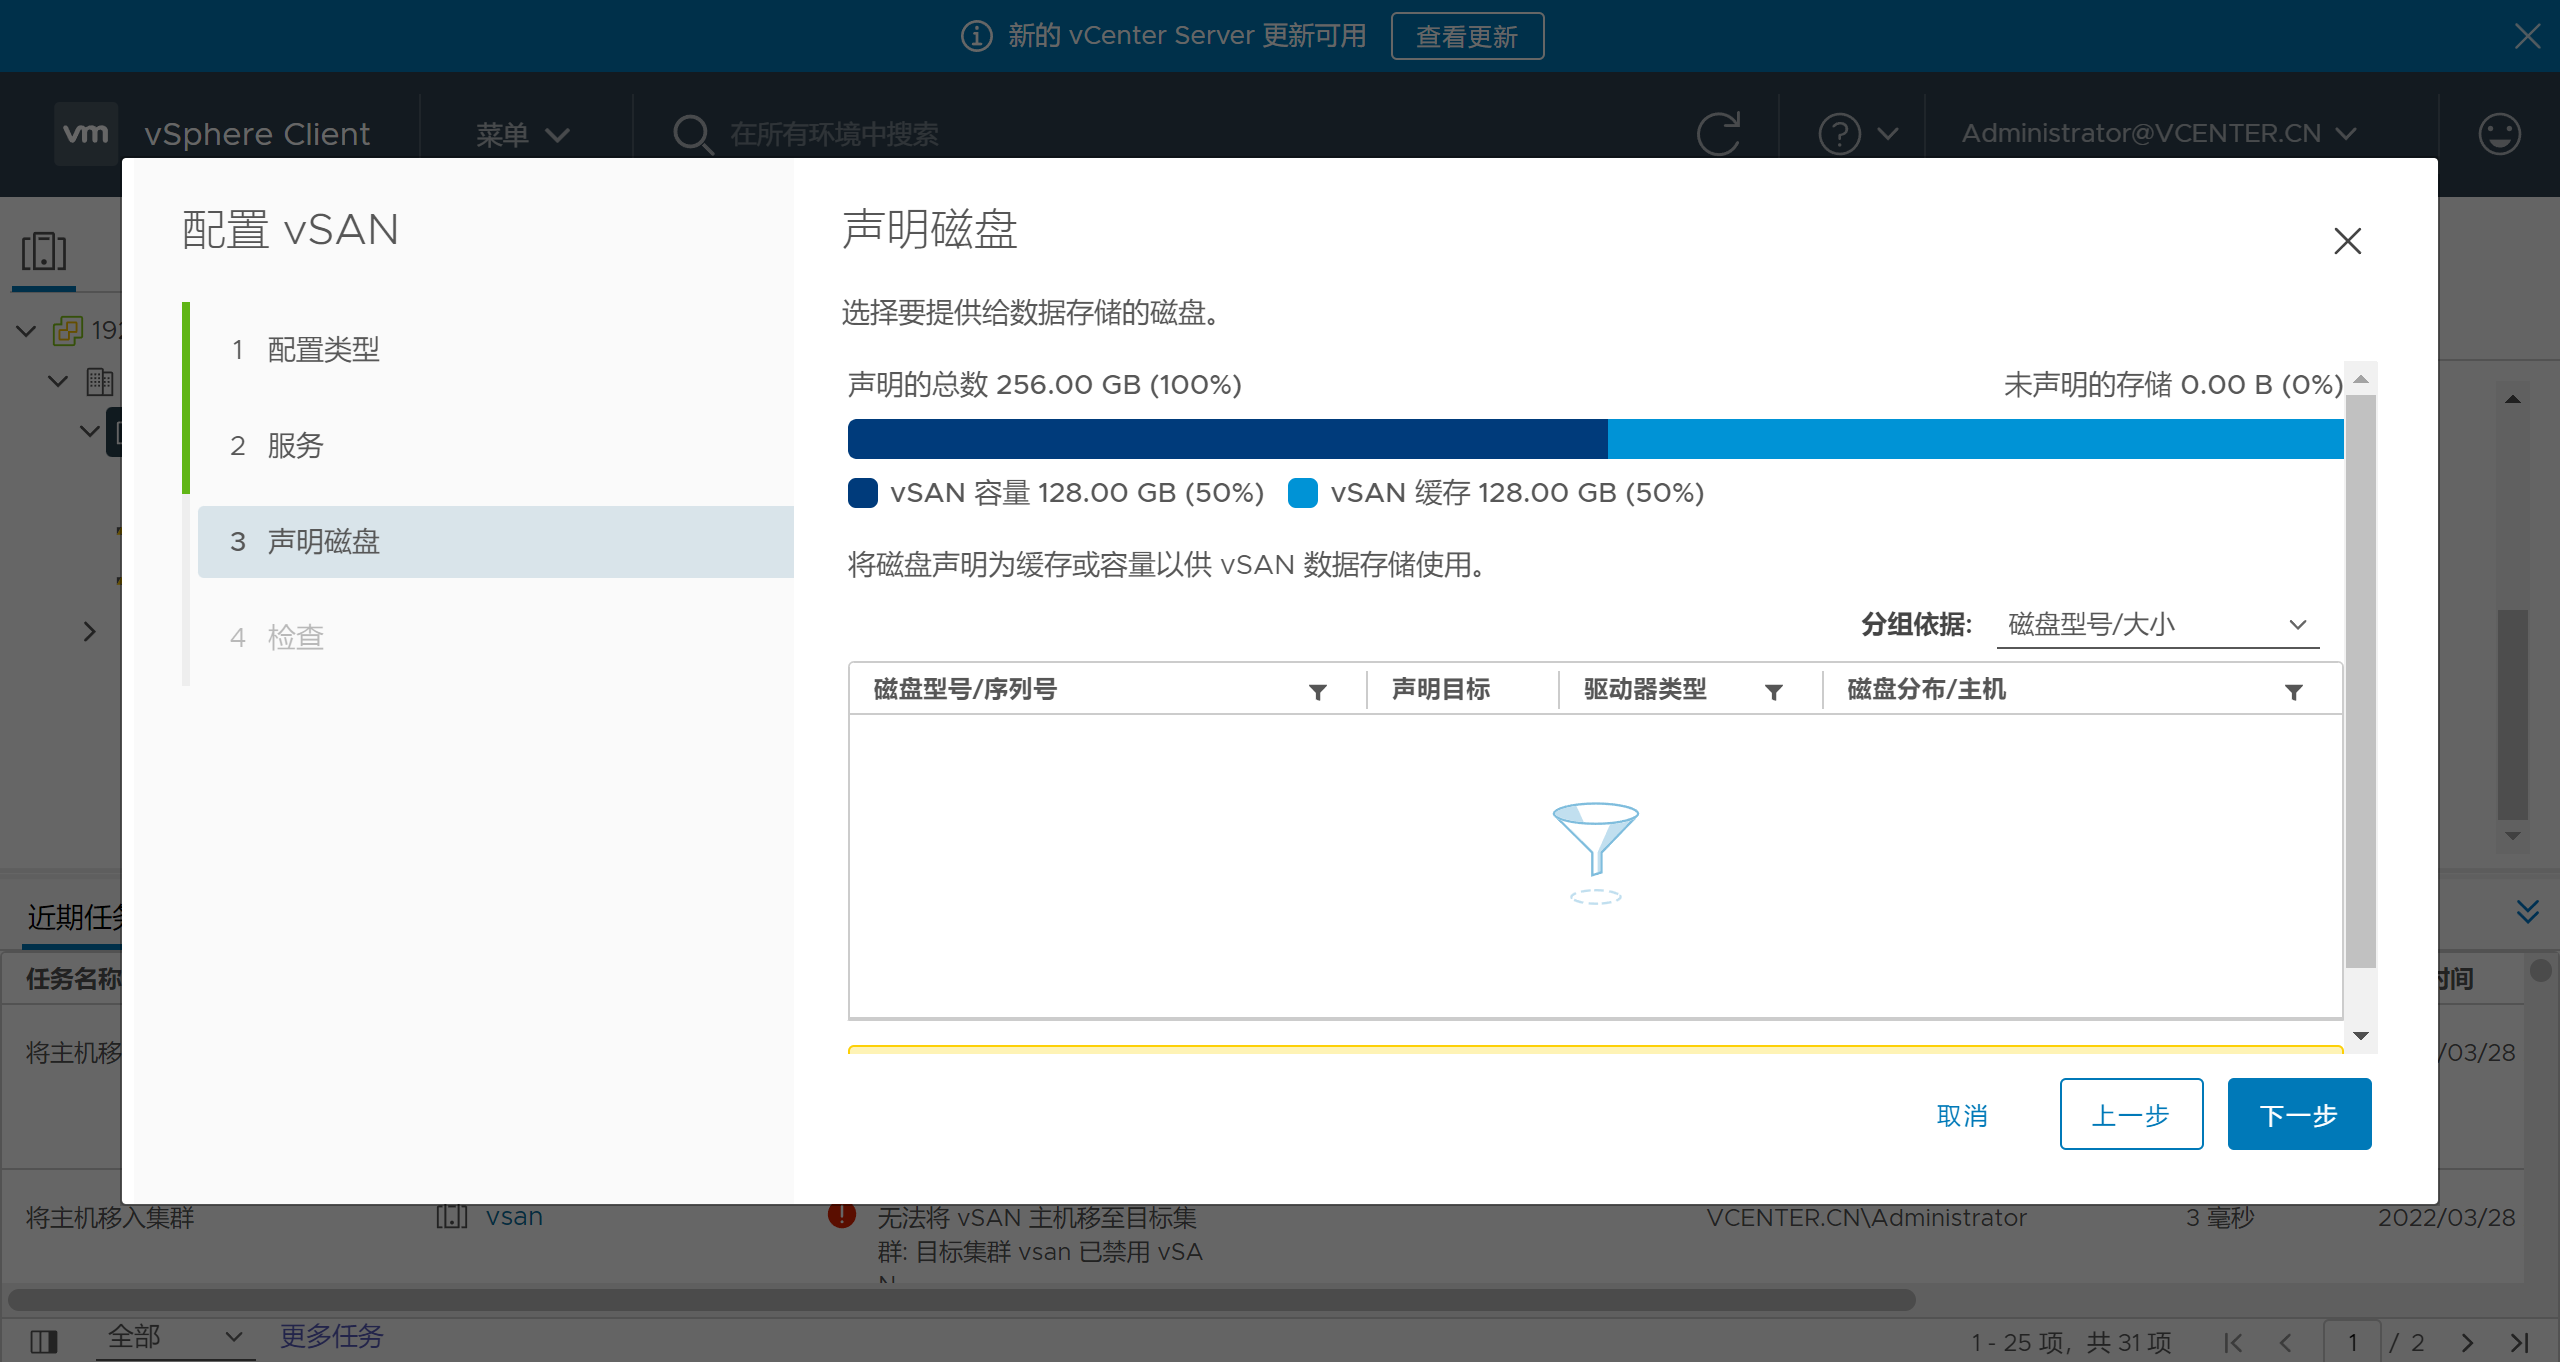 新的 vCenter Server 更新可用
查看更新
vm
vSphere Client
菜单
在所有环境中搜索
Administrator@VCENTER.CN
配置 vSAN
1 配置类型
2 服务
3 声明磁盘
4 检查
声明磁盘
选择要提供给数据存储的磁盘。
声明的总数 256.00 GB (100%)
未声明的存储 0.00 B (0%)
vSAN 容量 128.00 GB (50%)
vSAN 缓存 128.00 GB (50%)
将磁盘声明为缓存或容量以供 vSAN 数据存储使用。
分组依据: 磁盘型号/大小
磁盘型号/序列号
声明目标
驱动器类型
磁盘分布/主机
取消
上一步
下一步
192
近期任务
任务名称
时间
将主机移
/03/28
将主机移入集群
vsan
无法将 vSAN 主机移至目标集
群: 目标集群 vsan 已禁用 vSA
N
VCENTER.CN\Administrator
3 毫秒
2022/03/28
全部
更多任务
1 - 25 项，共 31 项
1 / 2